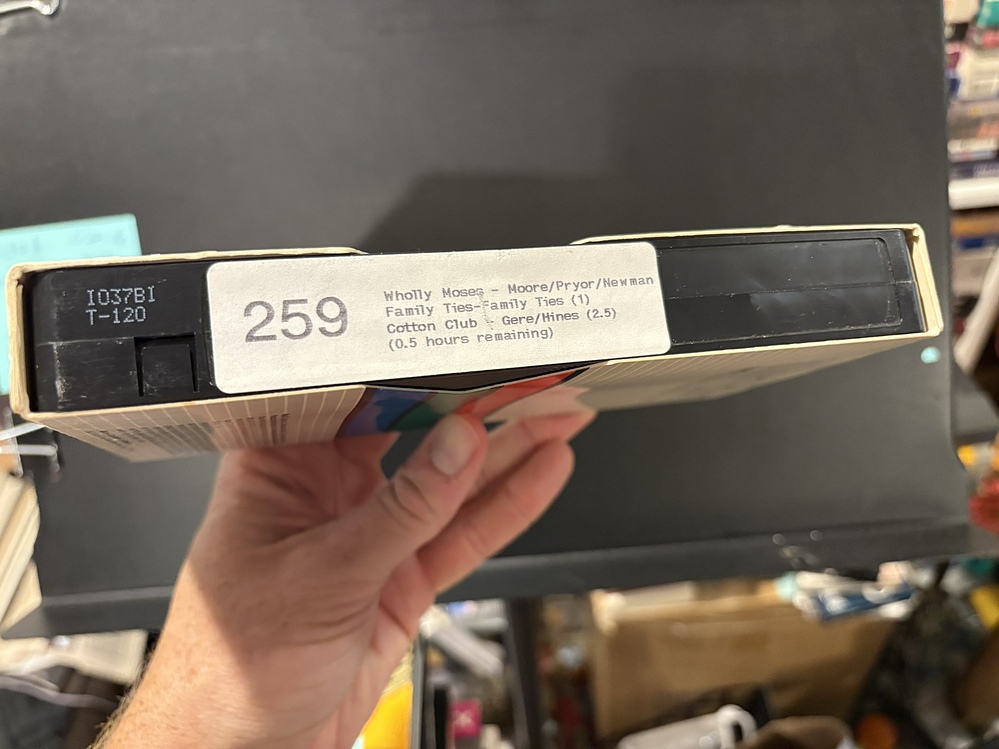 IO37BI
T-120
259
Wholly Moses - Moore/Pryor/Newman
Family Ties-Family Ties (1)
Cotton Club - Gere/Hines (2.5)
(0.5 hours remaining)